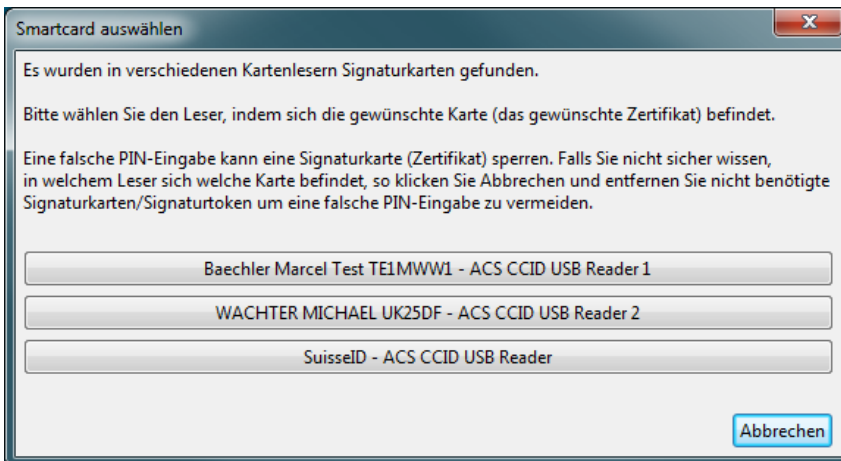 Smartcard auswählen
Es wurden in verschiedenen Kartenlesern Signaturkarten gefunden.
Bitte wählen Sie den Leser, indem sich die gewünschte Karte (das gewünschte Zertifikat) befindet.
Eine falsche PIN-Eingabe kann eine Signaturkarte (Zertifikat) sperren. Falls Sie nicht sicher wissen,
in welchem Leser sich welche Karte befindet, so klicken Sie Abbrechen und entfernen Sie nicht benötigte
Signaturkarten/Signaturtoken um eine falsche PIN-Eingabe zu vermeiden.
Baechler Marcel Test TE1MWW1 - ACS CCID USB Reader 1
WACHTER MICHAEL UK25DF - ACS CCID USB Reader 2
SuisseID - ACS CCID USB Reader
Abbrechen